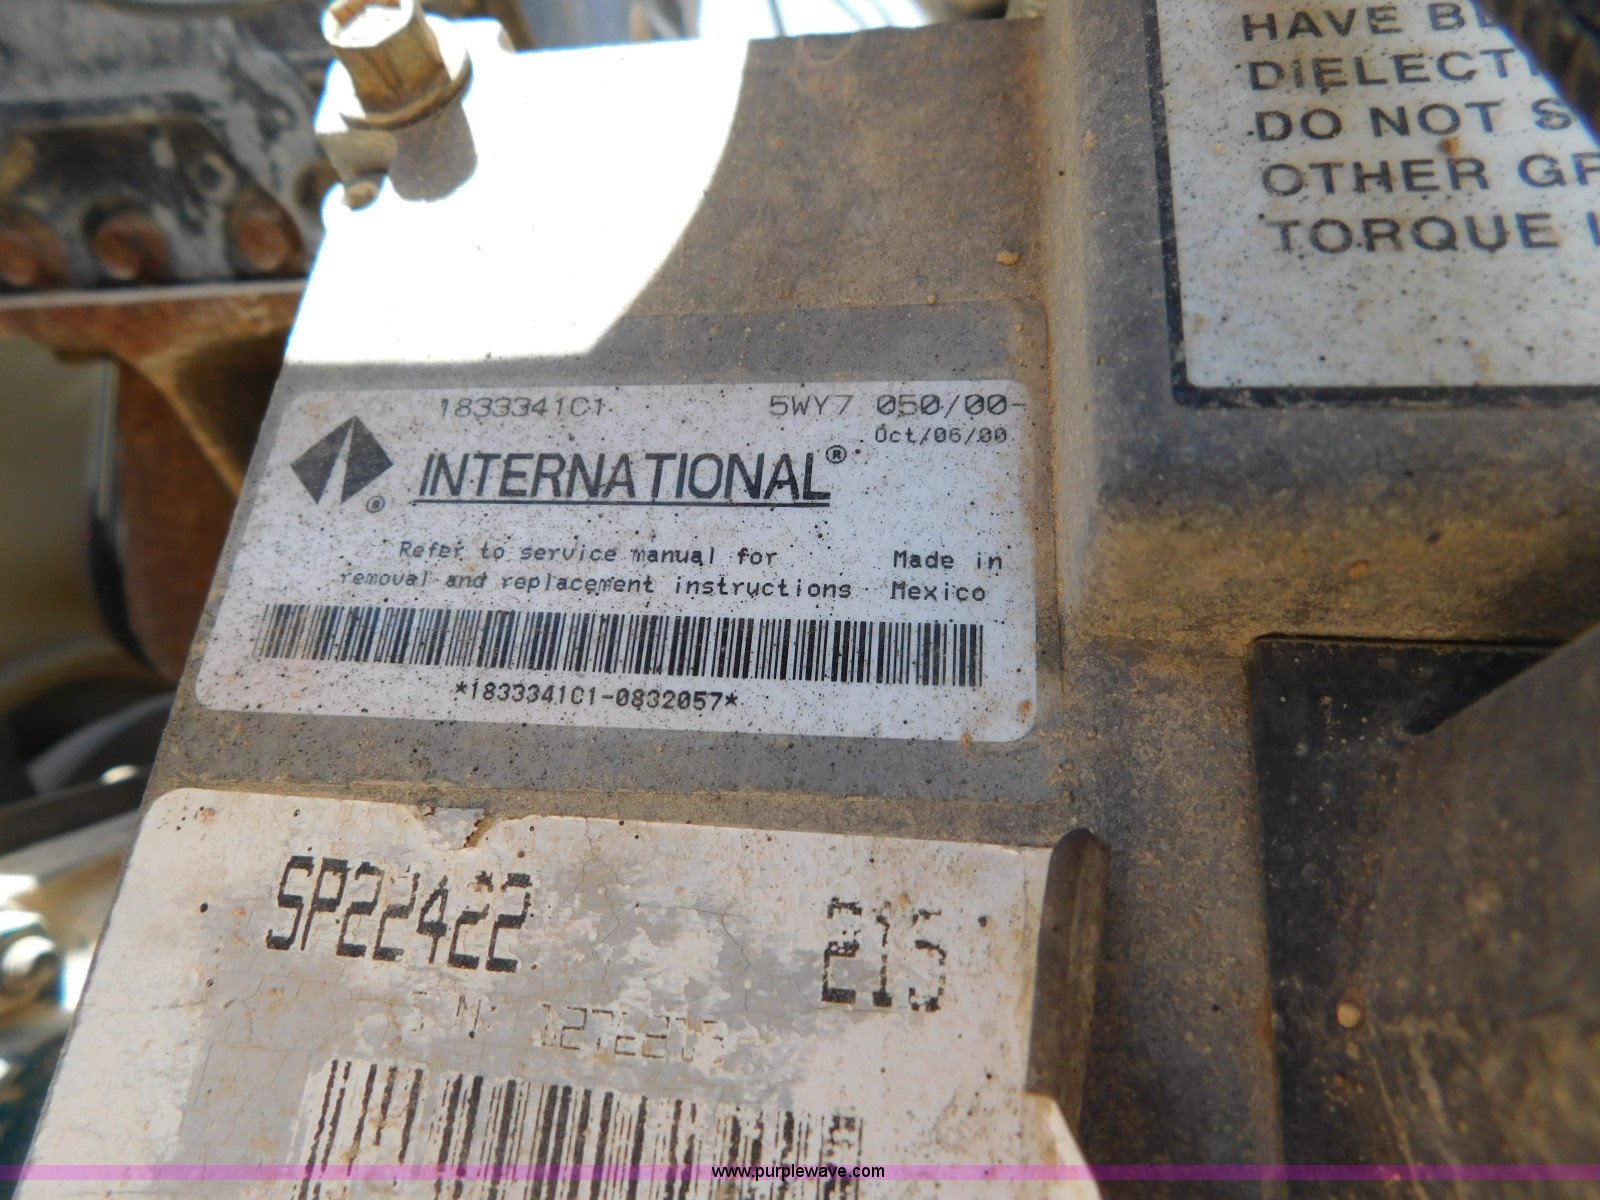 HAVE
DIELECT
DO NOT
OTHER
TORQUE
1833341C1 5WY7 050/00-
Oct/06/00
INTERNATIONAL®
®
Refer to service manual for Made in
removal and replacement instructions Mexico
*1833341C1-0832057*
SP22422 215
www.purplewave.com